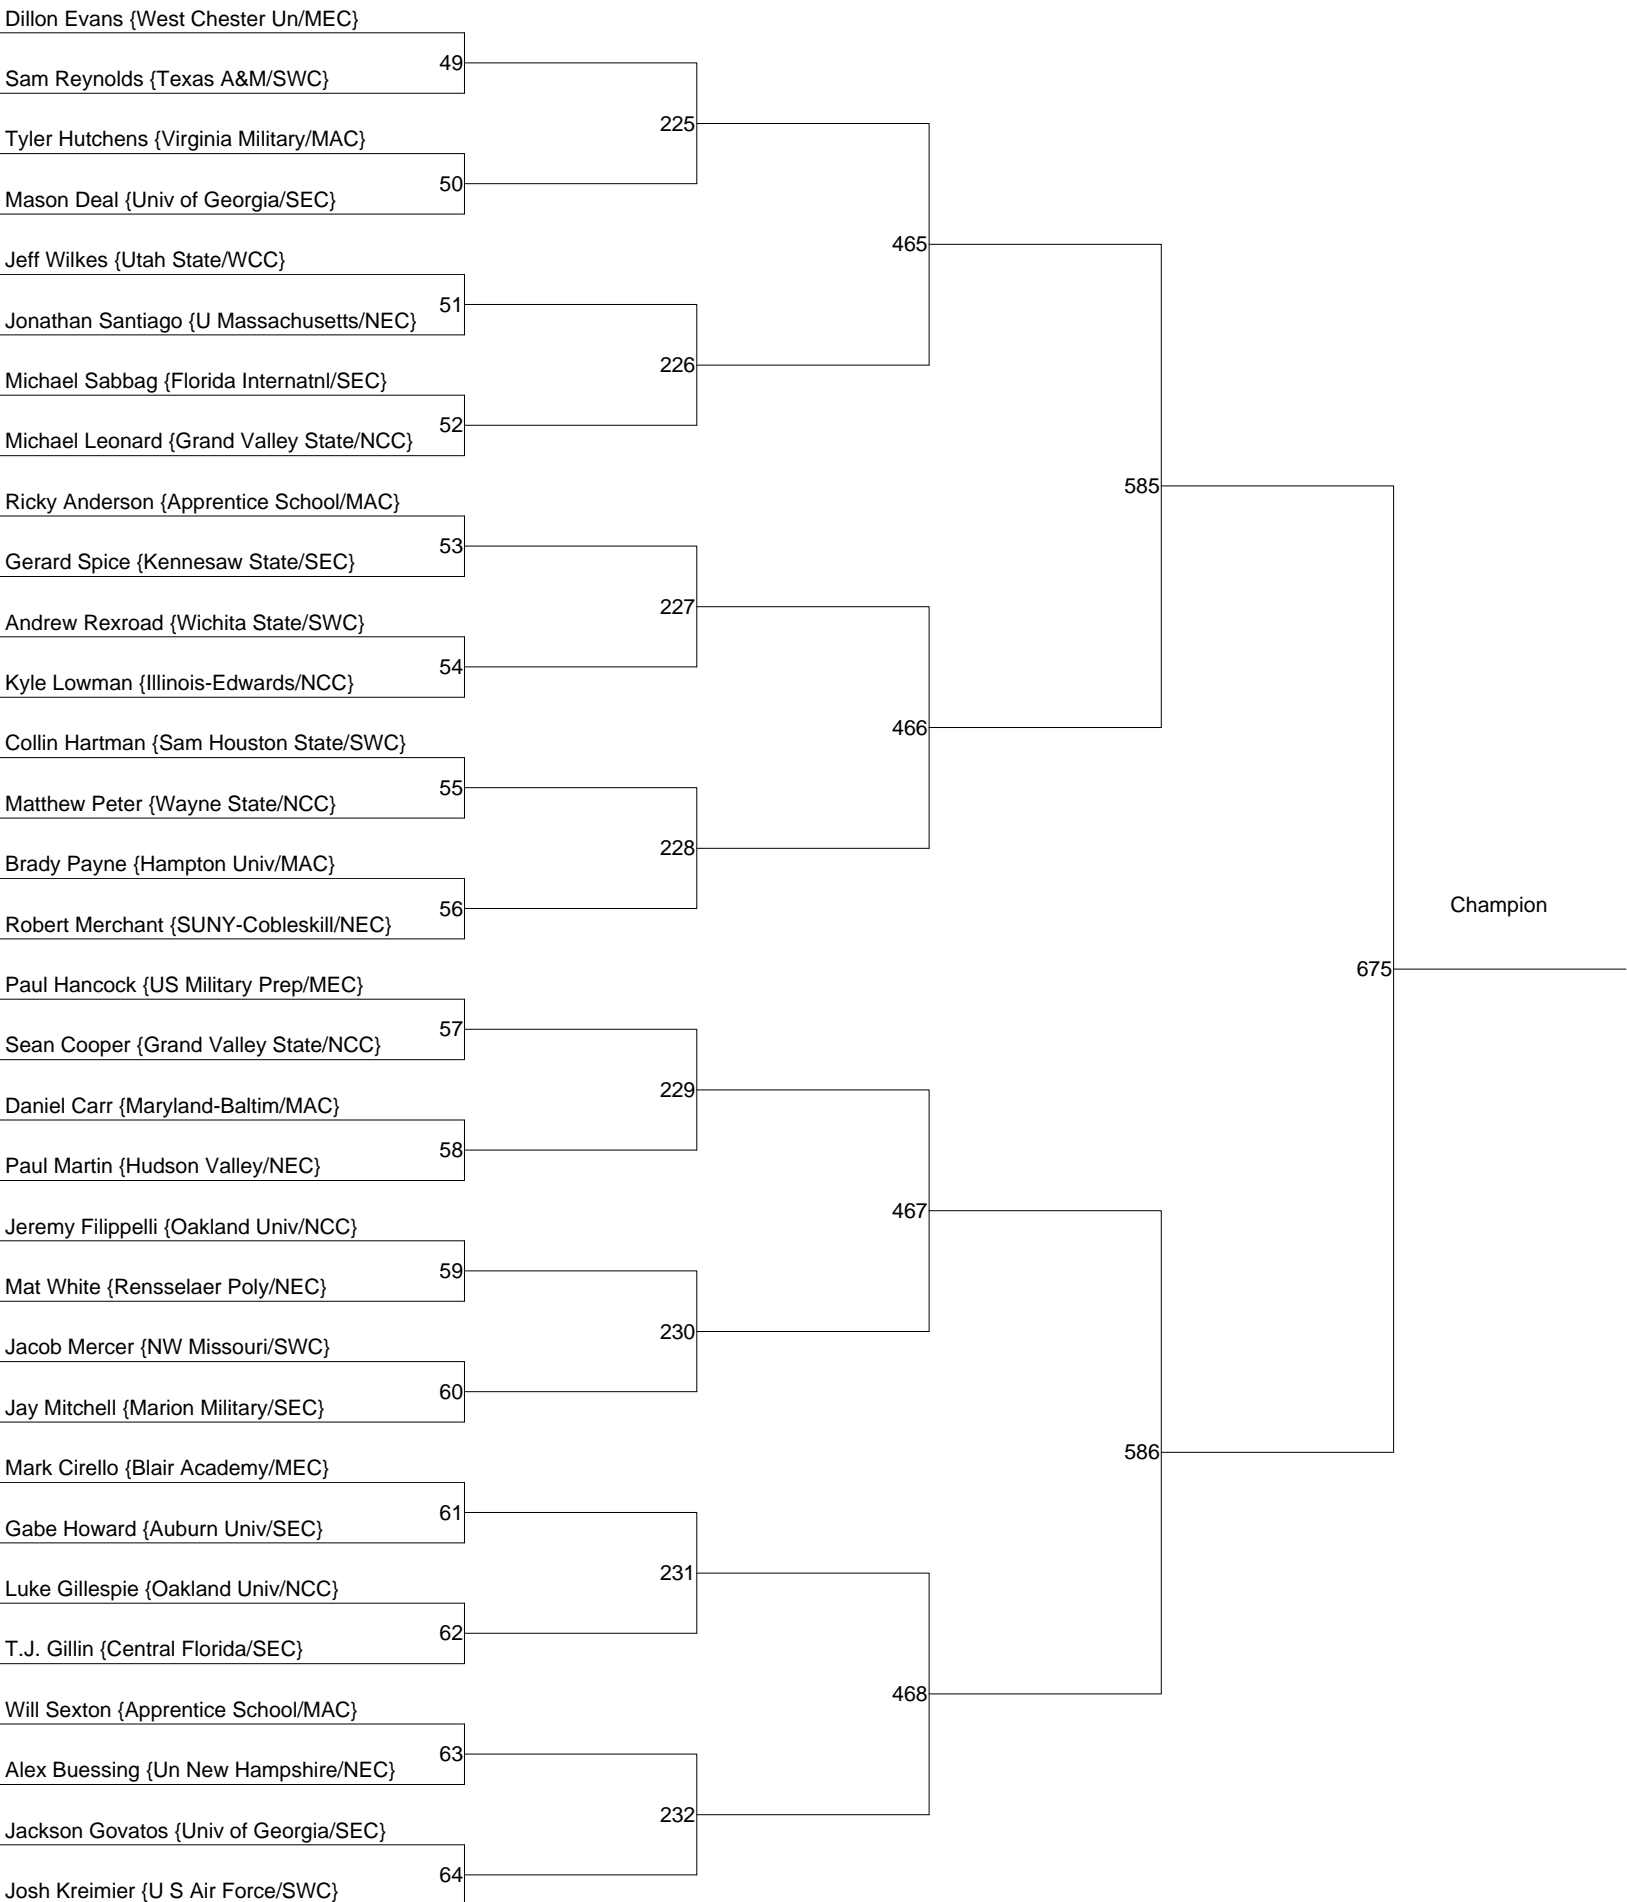 Dillon Evans {West Chester Un/MEC}
49
Sam Reynolds {Texas A&M/SWC}
225
Tyler Hutchens {Virginia Military/MAC}
50
Mason Deal {Univ of Georgia/SEC}
465
Jeff Wilkes {Utah State/WCC}
51
Jonathan Santiago {U Massachusetts/NEC}
226
Michael Sabbag {Florida Internatnl/SEC}
52
Michael Leonard {Grand Valley State/NCC}
585
Ricky Anderson {Apprentice School/MAC}
53
Gerard Spice {Kennesaw State/SEC}
227
Andrew Rexroad {Wichita State/SWC}
54
Kyle Lowman {Illinois-Edwards/NCC}
466
Collin Hartman {Sam Houston State/SWC}
55
Matthew Peter {Wayne State/NCC}
228
Brady Payne {Hampton Univ/MAC}
56
Champion
Robert Merchant {SUNY-Cobleskill/NEC}
675
Paul Hancock {US Military Prep/MEC}
57
Sean Cooper {Grand Valley State/NCC}
229
Daniel Carr {Maryland-Baltim/MAC}
58
Paul Martin {Hudson Valley/NEC}
467
Jeremy Filippelli {Oakland Univ/NCC}
59
Mat White {Rensselaer Poly/NEC}
230
Jacob Mercer {NW Missouri/SWC}
60
Jay Mitchell {Marion Military/SEC}
586
Mark Cirello {Blair Academy/MEC}
61
Gabe Howard {Auburn Univ/SEC}
231
Luke Gillespie {Oakland Univ/NCC}
62
T.J. Gillin {Central Florida/SEC}
468
Will Sexton {Apprentice School/MAC}
63
Alex Buessing {Un New Hampshire/NEC}
232
Jackson Govatos {Univ of Georgia/SEC}
64
Josh Kreimier {U S Air Force/SWC}